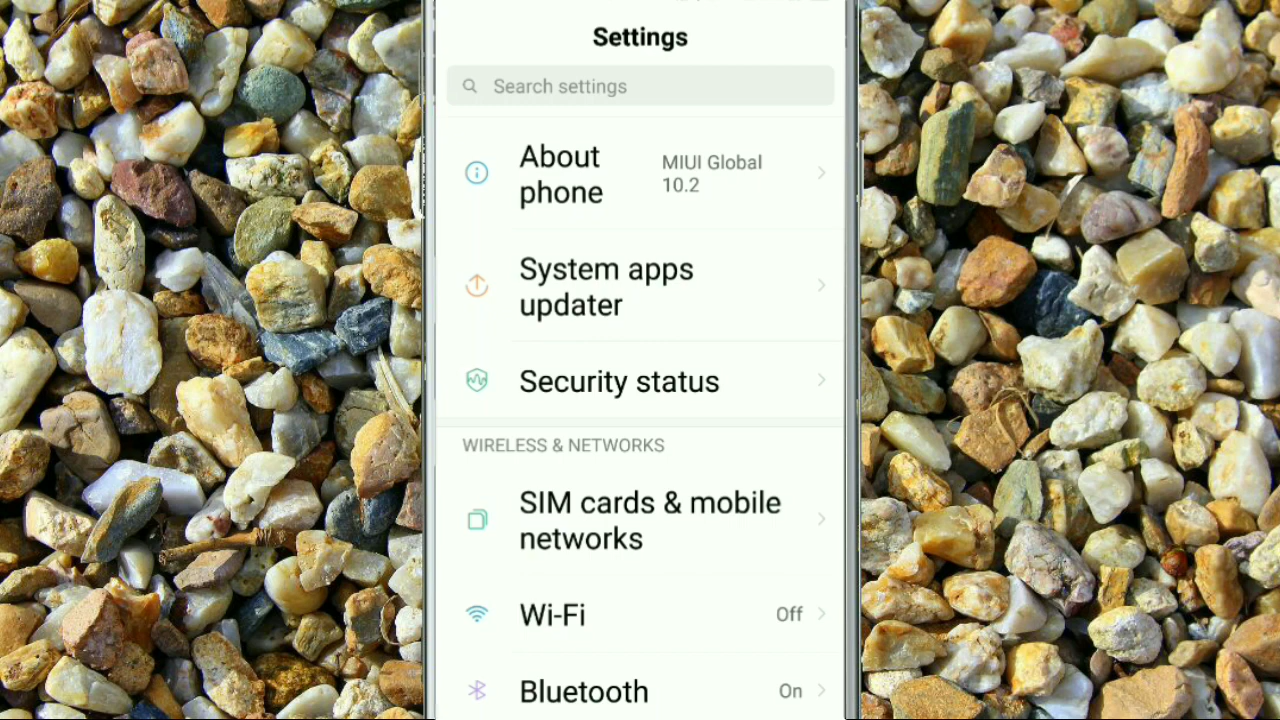 Settings
Search settings
About
phone
MIUI Global
10.2
System apps
updater
Security status
WIRELESS & NETWORKS
SIM cards & mobile
networks
Wi-Fi
Off
Bluetooth
On